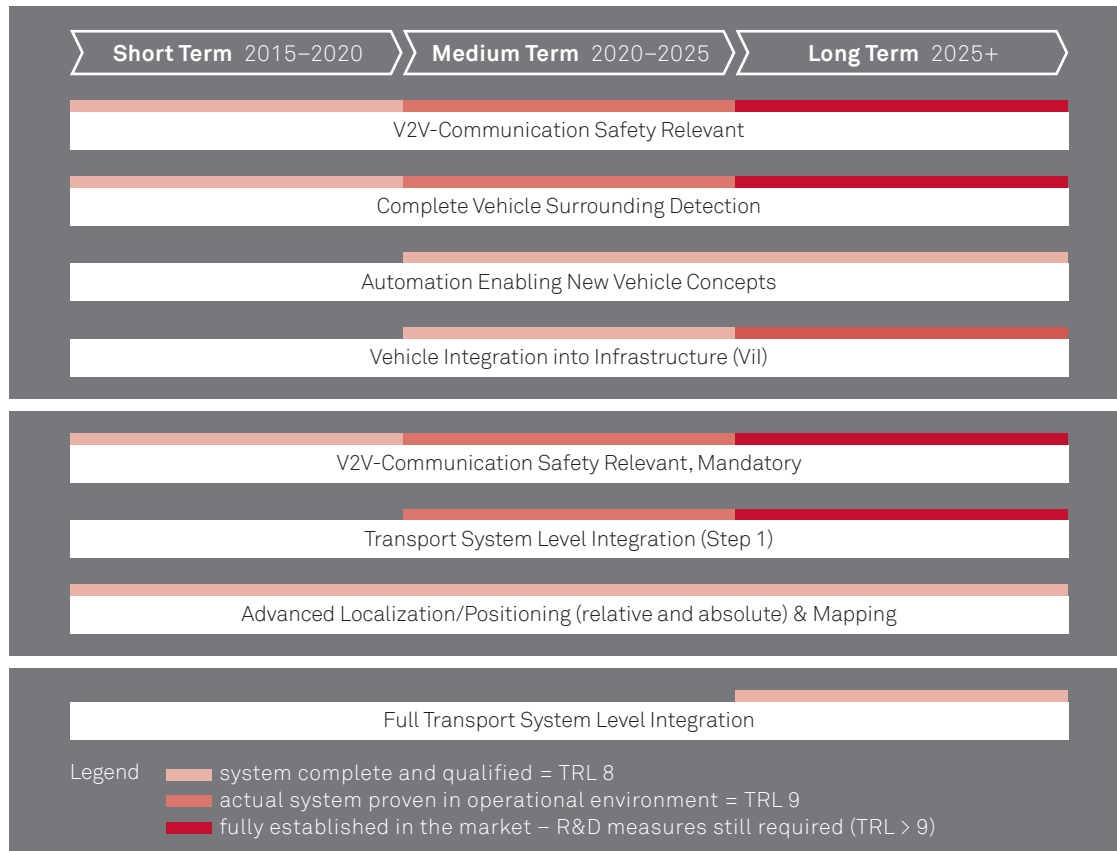 Short Term 2015–2020 Medium Term 2020–2025 Long Term 2025+
V2V-Communication Safety Relevant
Complete Vehicle Surrounding Detection
Automation Enabling New Vehicle Concepts
Vehicle Integration into Infrastructure (ViI)
V2V-Communication Safety Relevant, Mandatory
Transport System Level Integration (Step 1)
Advanced Localization/Positioning (relative and absolute) & Mapping
Full Transport System Level Integration
Legend system complete and qualified = TRL 8
actual system proven in operational environment = TRL 9
fully established in the market – R&D measures still required (TRL > 9)